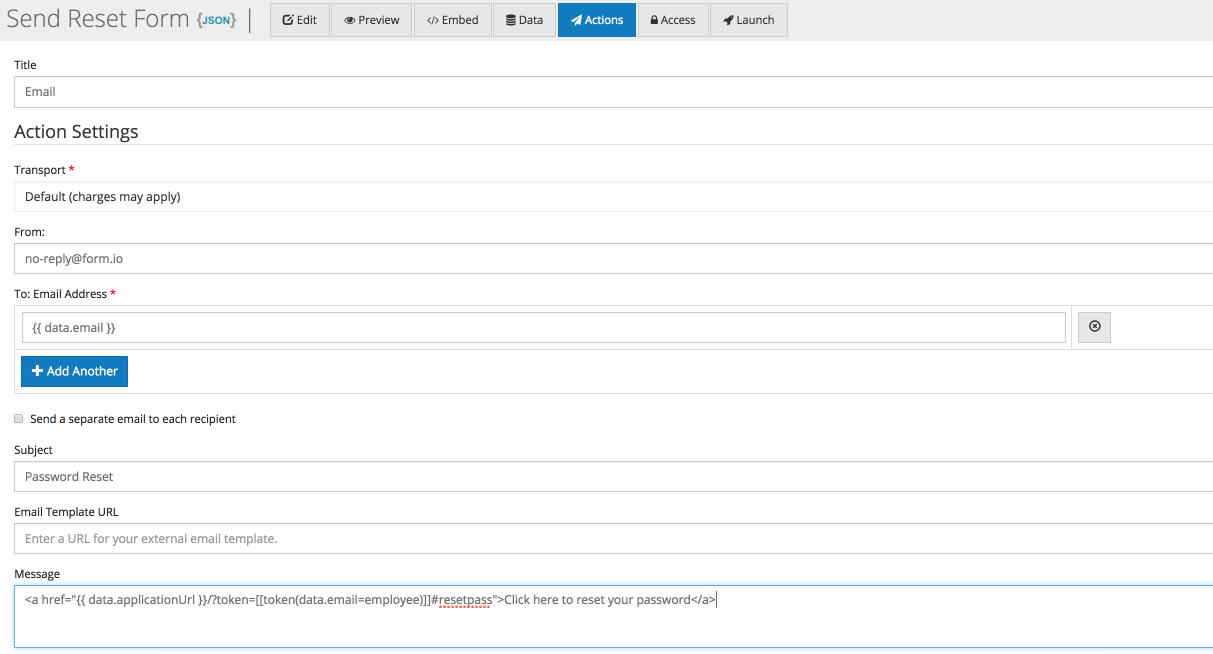 Send Reset Form {JSON} Edit Preview </> Embed Data Actions Access Launch
Title
Email
Action Settings
Transport *
Default (charges may apply)
From:
no-reply@form.io
To: Email Address *
{{ data.email }}
Add Another
Send a separate email to each recipient
Subject
Password Reset
Email Template URL
Enter a URL for your external email template.
Message
<a href="{{ data.applicationUrl }}/?token=[[token(data.email=employee)]]#resetpass">Click here to reset your password</a>